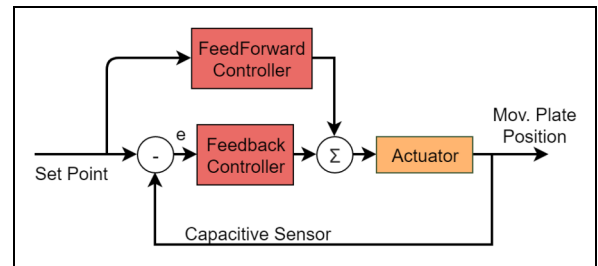 FeedForward
Controller
Mov. Plate
Position
e
Feedback
Controller
-
Σ
Actuator
Set Point
Capacitive Sensor